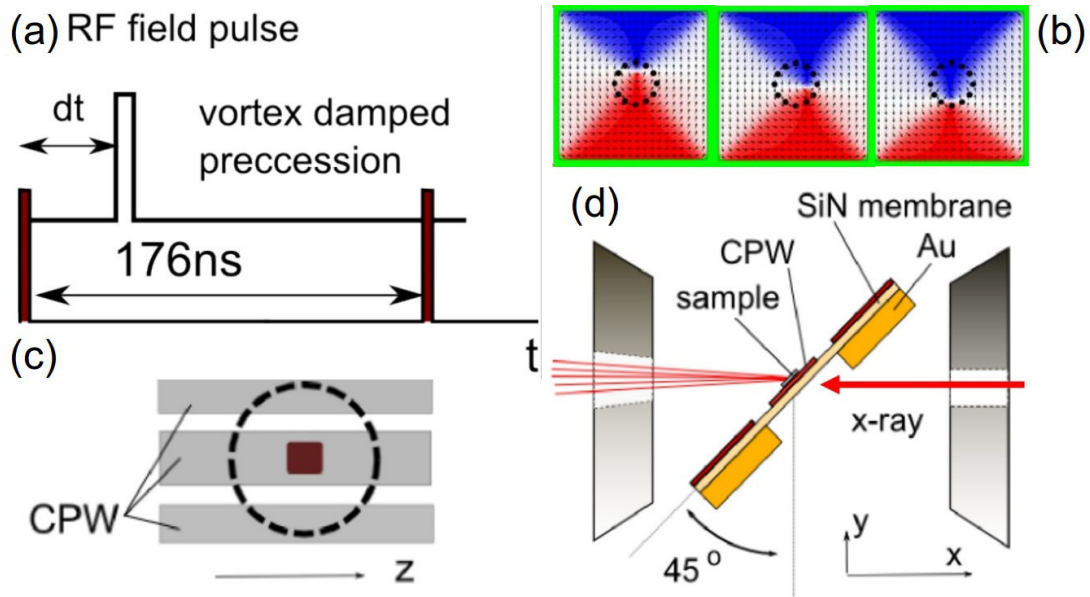 (a) RF field pulse
dt
vortex damped
preccession
176ns
t
(b)
(c)
CPW
z
(d)
SiN membrane
CPW
Au
sample
x-ray
45 o
y
x